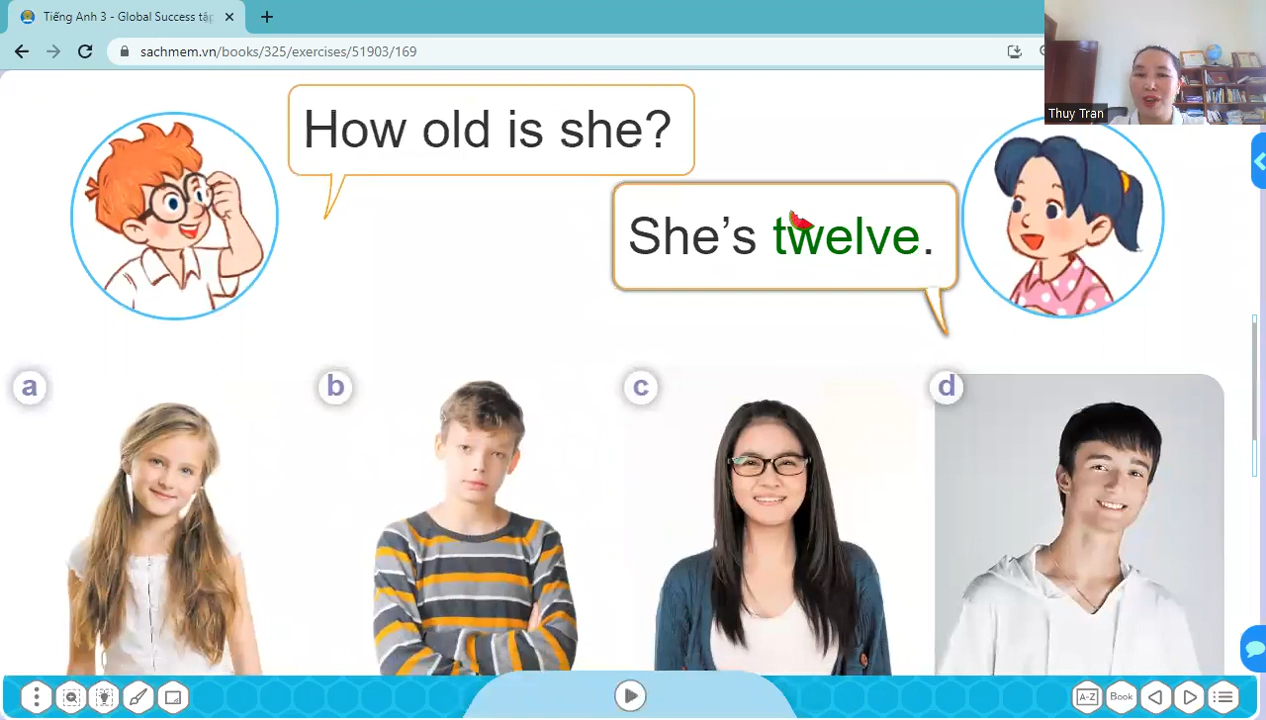 Tiếng Anh 3 - Global Success tập
sachmem.vn/books/325/exercises/51903/169
Thuy Tran
How old is she?
She’s twelve.
a
b
c
d
A-Z
Book